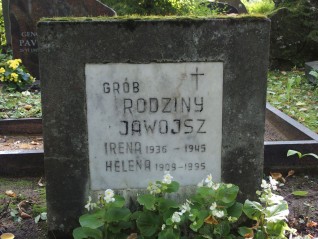 GRÓB
RODZINY
JAWOJSZ
IRENA 1936 - 1945
HELENA 1909 - 1995